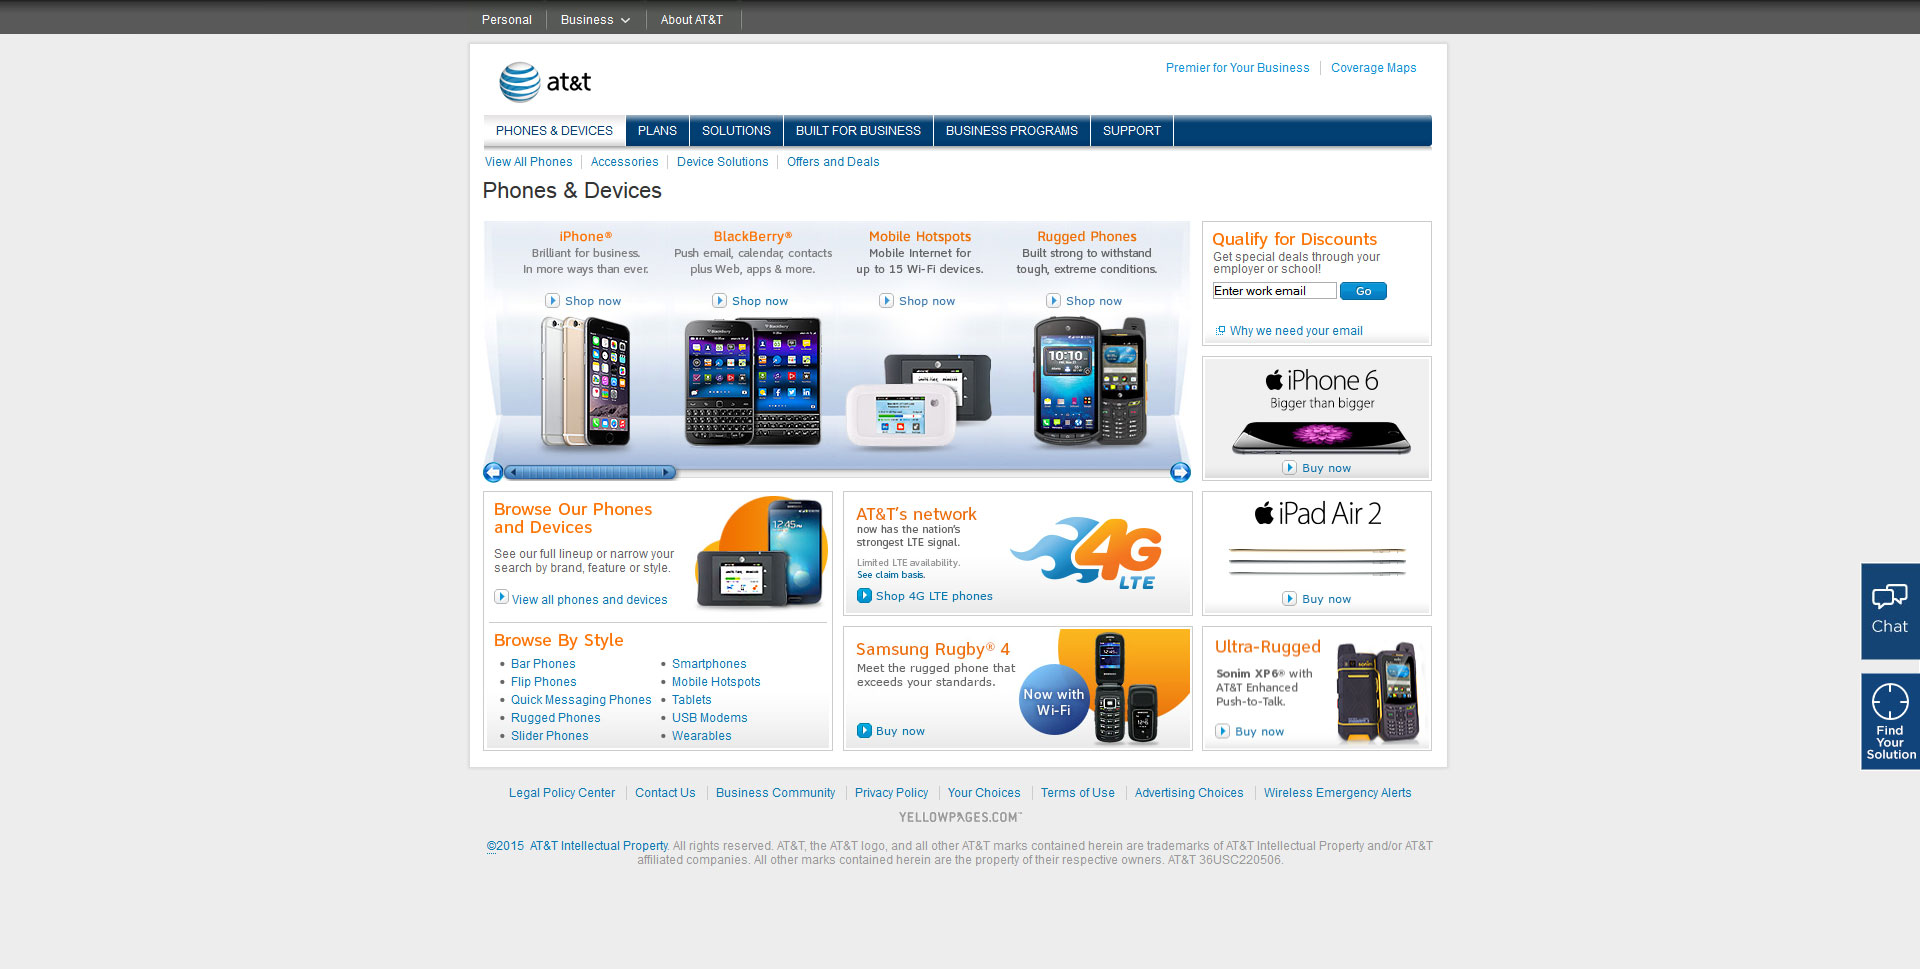 Personal
Business
About AT&T
at&t
Premier for Your Business
Coverage Maps
PHONES & DEVICES
PLANS
SOLUTIONS
BUILT FOR BUSINESS
BUSINESS PROGRAMS
SUPPORT
View All Phones
Accessories
Device Solutions
Offers and Deals
Phones & Devices
iPhone®
Brilliant for business.
In more ways than ever.
Shop now
BlackBerry®
Push email, calendar, contacts
plus Web, apps & more.
Shop now
Mobile Hotspots
Mobile Internet for
up to 15 Wi-Fi devices.
Shop now
Rugged Phones
Built strong to withstand
tough, extreme conditions.
Shop now
10:10
Qualify for Discounts
Get special deals through your
employer or school!
Enter work email
Go
Why we need your email
iPhone 6
Bigger than bigger
Buy now
Browse Our Phones
and Devices
See our full lineup or narrow your
search by brand, feature or style.
View all phones and devices
12:45
Browse By Style
Bar Phones
Flip Phones
Quick Messaging Phones
Rugged Phones
Slider Phones
Smartphones
Mobile Hotspots
Tablets
USB Modems
Wearables
AT&T's network
now has the nation's
strongest LTE signal.
Limited LTE availability.
See claim basis.
Shop 4G LTE phones
4G
LTE
iPad Air 2
Buy now
Samsung Rugby® 4
Meet the rugged phone that
exceeds your standards.
Buy now
Now with
Wi-Fi
Ultra-Rugged
Sonim XP6® with
AT&T Enhanced
Push-to-Talk.
Buy now
Chat
Find
Your
Solution
Legal Policy Center
Contact Us
Business Community
Privacy Policy
Your Choices
Terms of Use
Advertising Choices
Wireless Emergency Alerts
YELLOWPAGES.COM™
©2015 AT&T Intellectual Property. All rights reserved. AT&T, the AT&T logo, and all other AT&T marks contained herein are trademarks of AT&T Intellectual Property and/or AT&T
affiliated companies. All other marks contained herein are the property of their respective owners. AT&T 36USC220506.